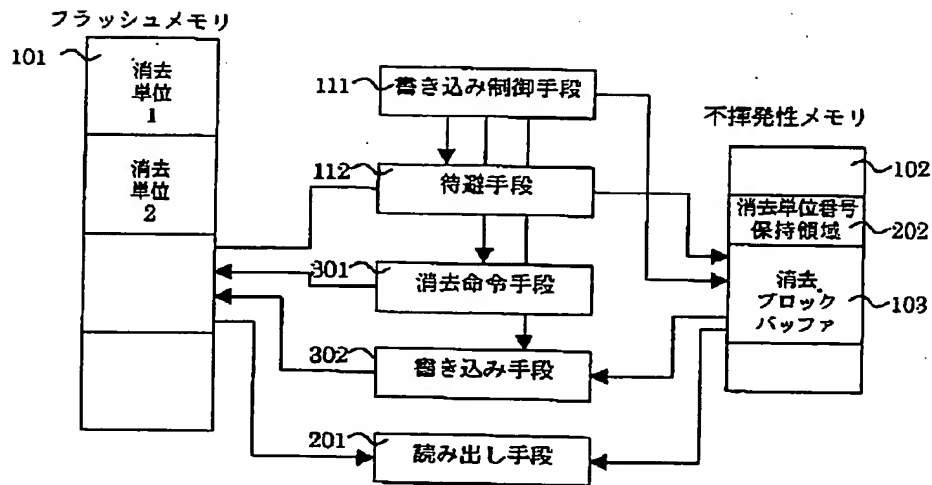 フラッシュメモリ
101
消去
単位
1
消去
単位
2
111
書き込み制御手段
112
待避手段
301
消去命令手段
302
書き込み手段
201
読み出し手段
不揮発性メモリ
102
消去単位番号
保持領域
202
消去
ブロック
バッファ
103